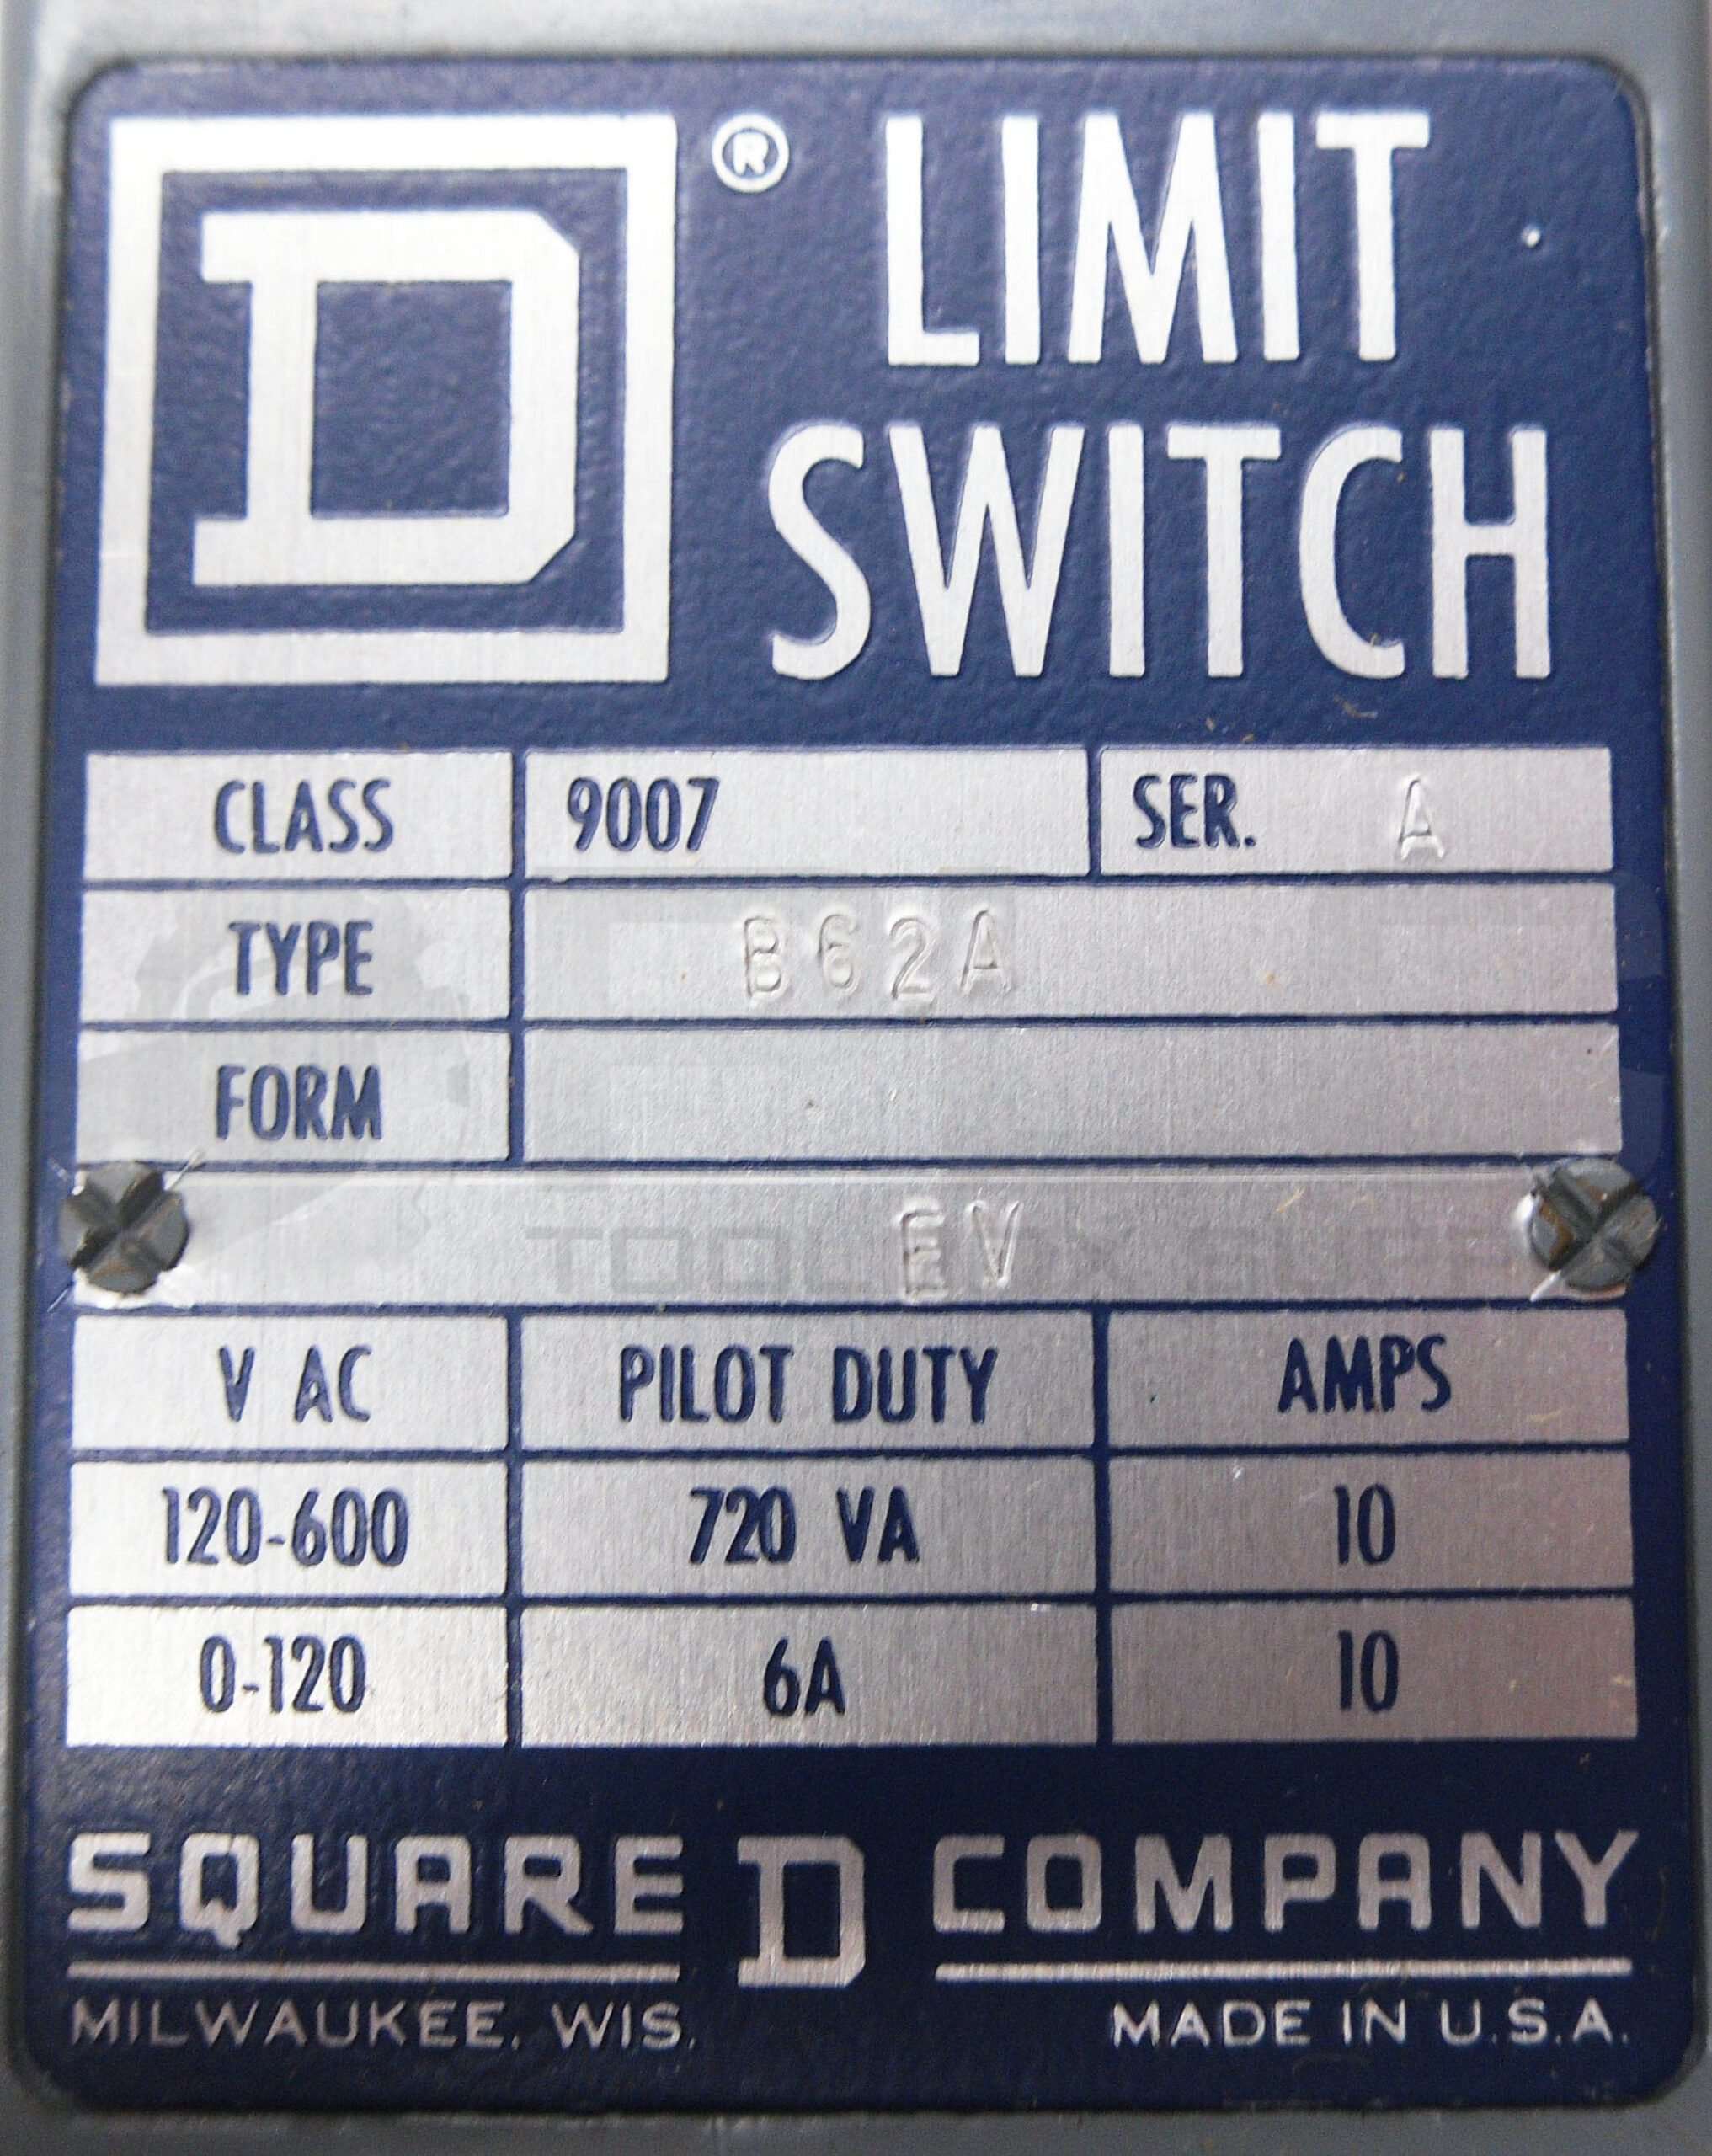 D ® LIMIT
SWITCH
CLASS 9007 SER. A
TYPE B62A
FORM
EV
V AC PILOT DUTY AMPS
120-600 720 VA 10
0-120 6A 10
SQUARE D COMPANY
MILWAUKEE, WIS. MADE IN U.S.A.